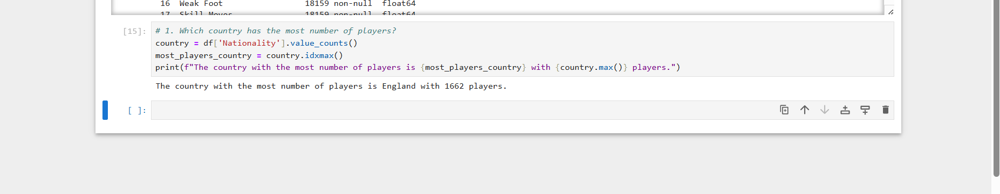 16  Weak Foot                 18159 non-null  float64
17  Skill Moves               18159 non-null  float64
[15]:
# 1. Which country has the most number of players?
country = df['Nationality'].value_counts()
most_players_country = country.idxmax()
print(f"The country with the most number of players is {most_players_country} with {country.max()} players.")
The country with the most number of players is England with 1662 players.
[ ]: